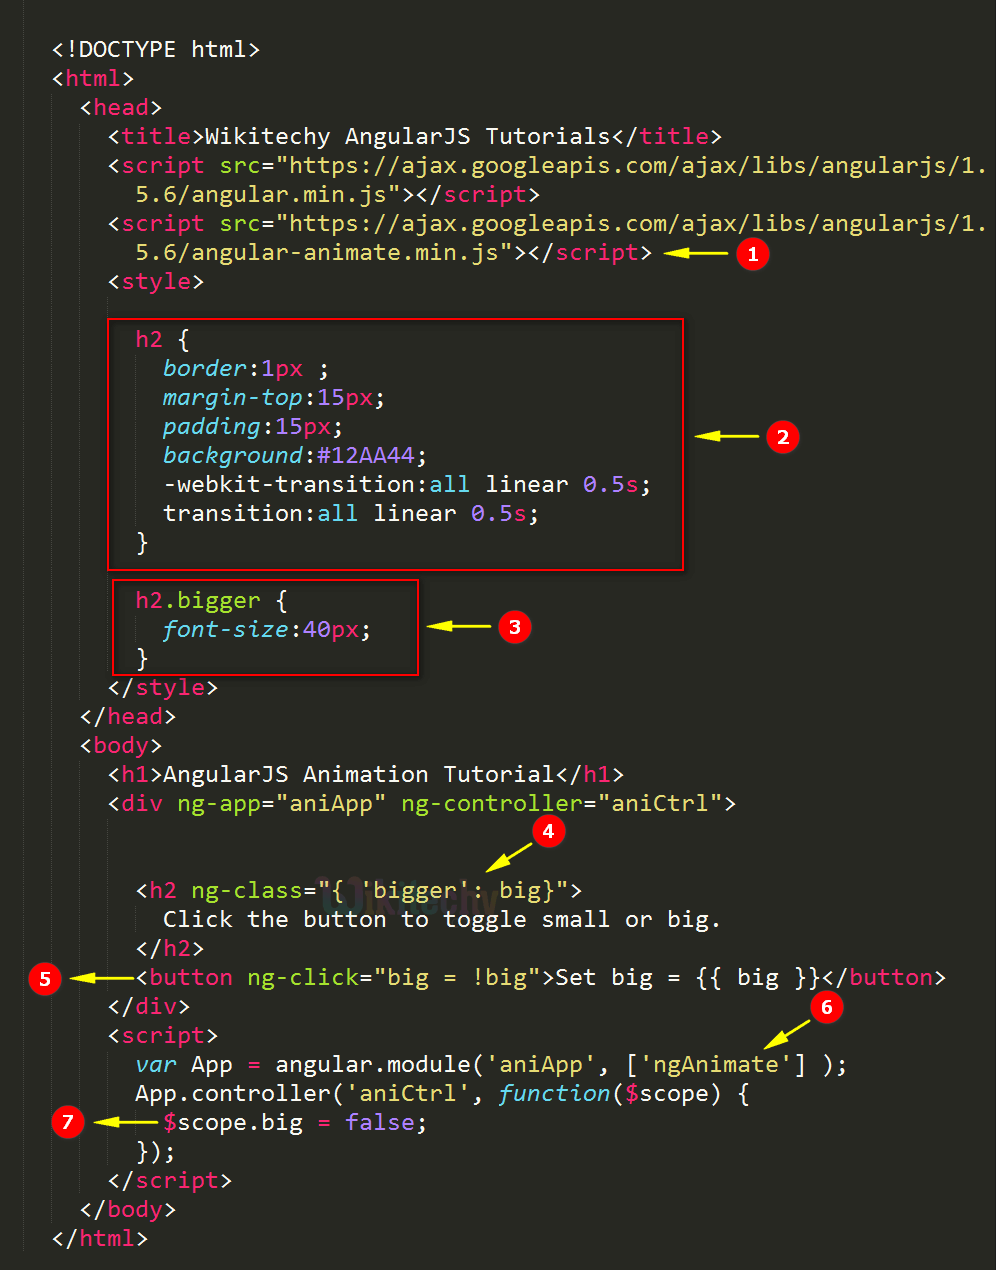 <!DOCTYPE html>
<html>
<head>
<title>Wikitechy AngularJS Tutorials</title>
<script src="https://ajax.googleapis.com/ajax/libs/angularjs/1.
5.6/angular.min.js"></script>
<script src="https://ajax.googleapis.com/ajax/libs/angularjs/1.
5.6/angular-animate.min.js"></script> 1
<style>
h2 {
border:1px ;
margin-top:15px;
padding:15px;
background:#12AA44; 2
-webkit-transition:all linear 0.5s;
transition:all linear 0.5s;
}
h2.bigger {
font-size:40px; 3
}
</style>
</head>
<body>
<h1>AngularJS Animation Tutorial</h1>
<div ng-app="aniApp" ng-controller="aniCtrl">
4
<h2 ng-class="{ 'bigger': big}">
Wikitechy
Click the button to toggle small or big.
</h2>
5 <button ng-click="big = !big">Set big = {{ big }}</button>
</div> 6
<script>
var App = angular.module('aniApp', ['ngAnimate'] );
App.controller('aniCtrl', function($scope) {
7 $scope.big = false;
});
</script>
</body>
</html>